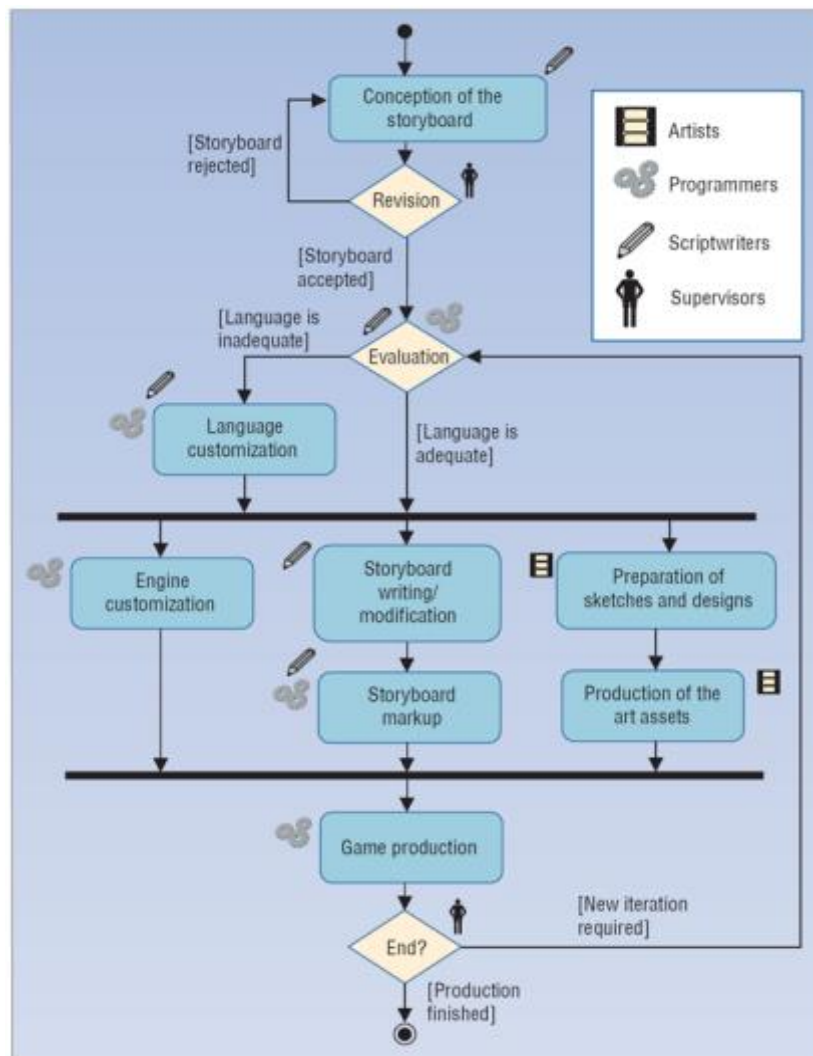 Conception of the
storyboard
[Storyboard
rejected]
Artists
Programmers
Scriptwriters
Supervisors
Revision
[Storyboard
accepted]
[Language is
inadequate]
Evaluation
Language
customization
[Language is
adequate]
Engine
customization
Storyboard
writing/
modification
Preparation of
sketches and designs
Storyboard
markup
Production of the
art assets
Game production
[New iteration
required]
End?
[Production
finished]